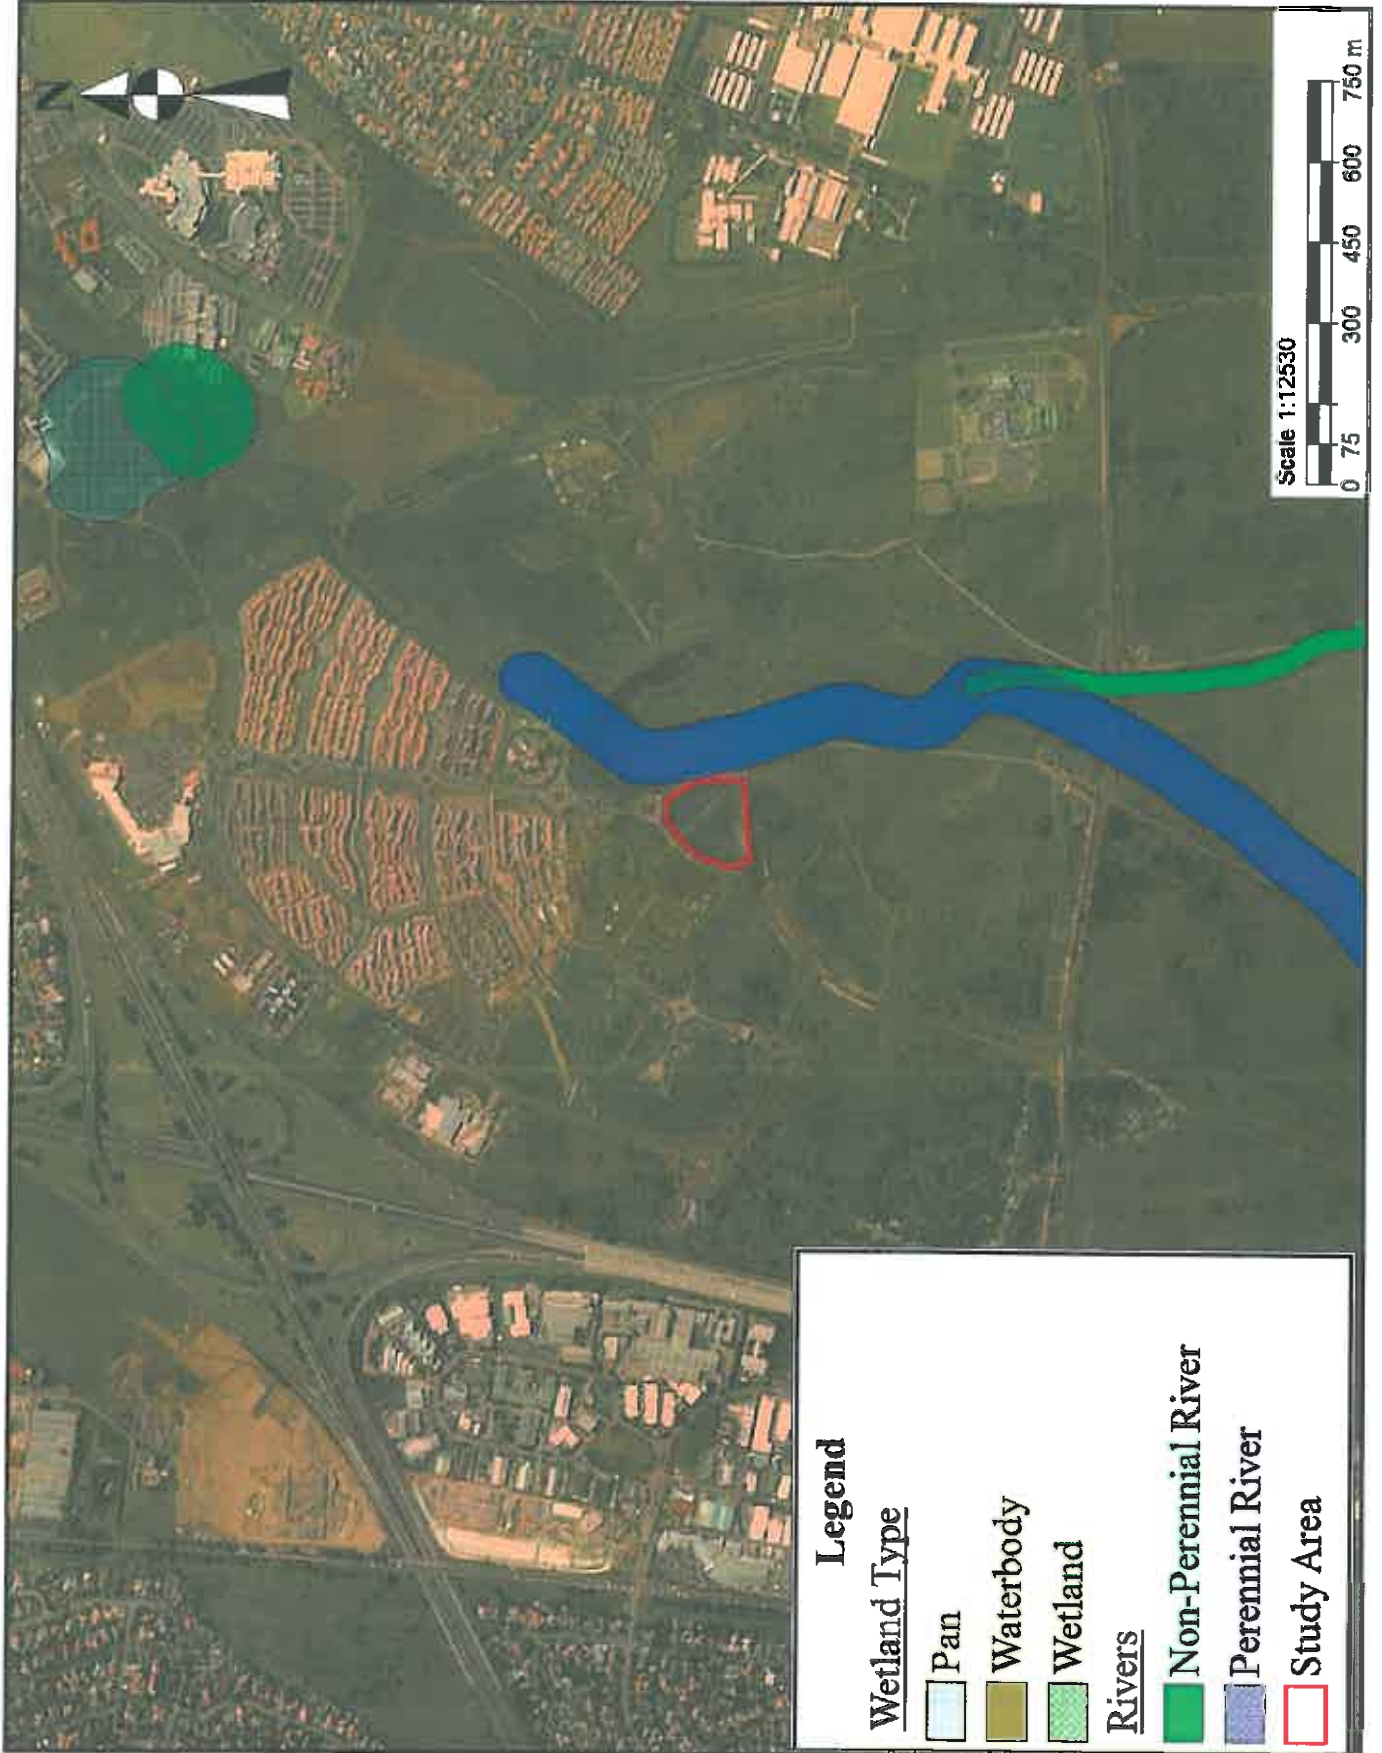 N
Legend
Wetland Type
Pan
Waterbody
Wetland
Rivers
Non-Perennial River
Perennial River
Study Area
Scale 1:12530
0 75 300 450 600 750 m